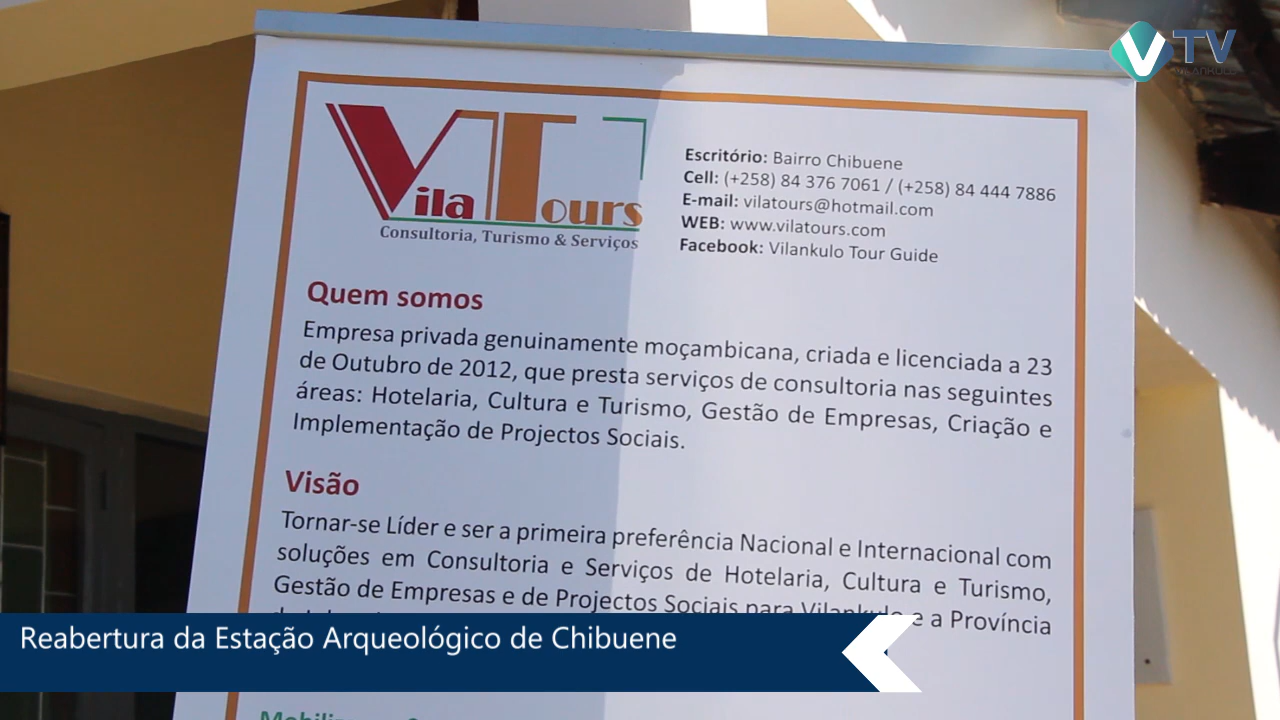 V TV
VILANKULO
Vila Tours
Consultoria, Turismo & Serviços
Escritório: Bairro Chibuene
Cell: (+258) 84 376 7061 / (+258) 84 444 7886
E-mail: vilatours@hotmail.com
WEB: www.vilatours.com
Facebook: Vilankulo Tour Guide
Quem somos
Empresa privada genuinamente moçambicana, criada e licenciada a 23
de Outubro de 2012, que presta serviços de consultoria nas seguintes
áreas: Hotelaria, Cultura e Turismo, Gestão de Empresas, Criação e
Implementação de Projectos Sociais.
Visão
Tornar-se Líder e ser a primeira preferência Nacional e Internacional com
soluções em Consultoria e Serviços de Hotelaria, Cultura e Turismo,
Gestão de Empresas e de Projectos Sociais para Vilankulo e a Província
Reabertura da Estação Arqueológico de Chibuene